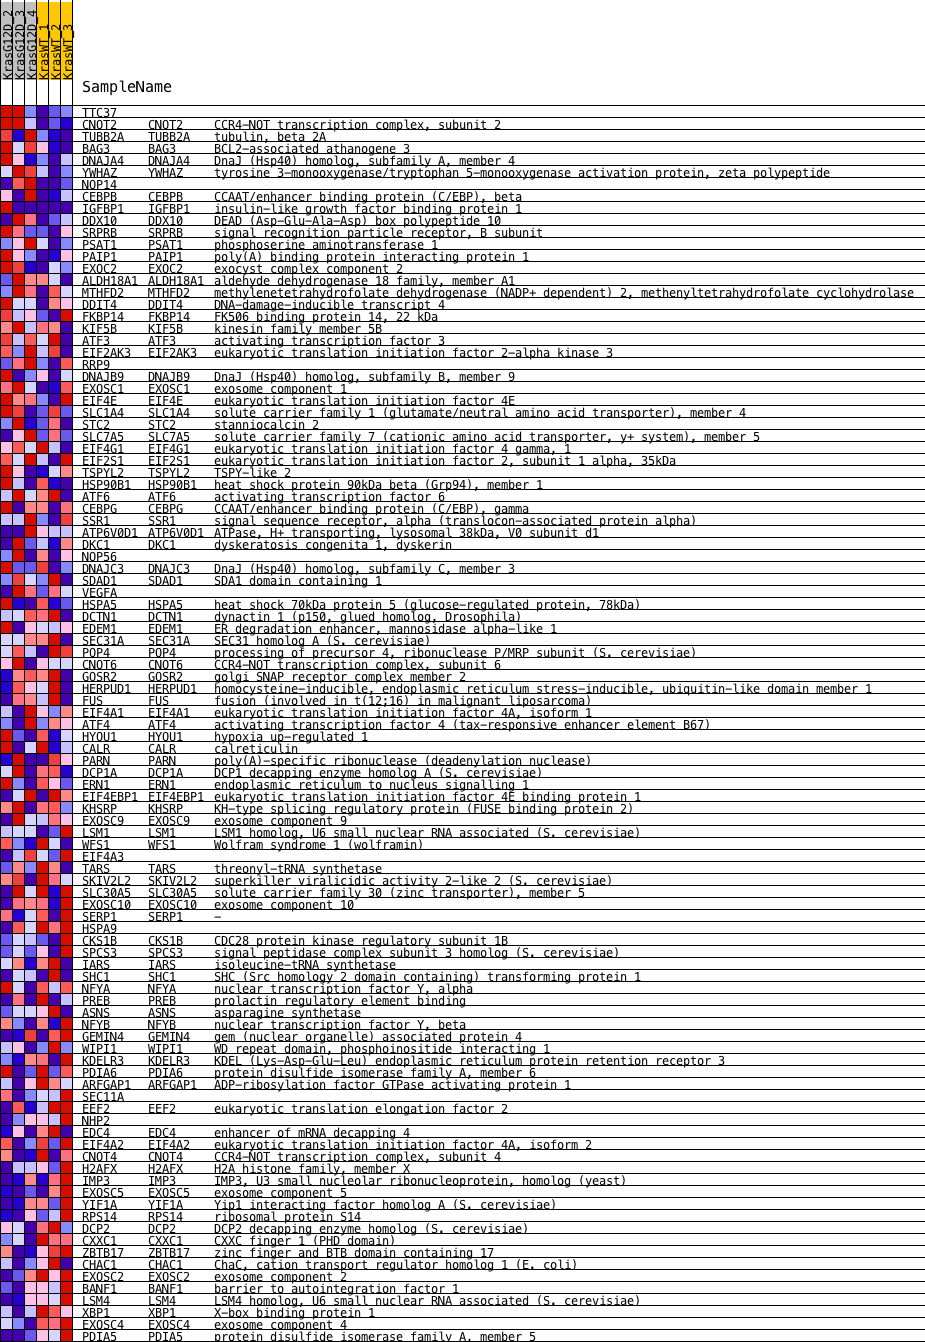 KrasG12D_2
KrasG12D_3
KrasG12D_4
KrasWT_1
KrasWT_2
KrasWT_3
SampleName
TTC37
CNOT2 CNOT2 CCR4-NOT transcription complex, subunit 2
TUBB2A TUBB2A tubulin, beta 2A
BAG3 BAG3 BCL2-associated athanogene 3
DNAJA4 DNAJA4 DnaJ (Hsp40) homolog, subfamily A, member 4
YWHAZ YWHAZ tyrosine 3-monooxygenase/tryptophan 5-monooxygenase activation protein, zeta polypeptide
NOP14
CEBPB CEBPB CCAAT/enhancer binding protein (C/EBP), beta
IGFBP1 IGFBP1 insulin-like growth factor binding protein 1
DDX10 DDX10 DEAD (Asp-Glu-Ala-Asp) box polypeptide 10
SRPRB SRPRB signal recognition particle receptor, B subunit
PSAT1 PSAT1 phosphoserine aminotransferase 1
PAIP1 PAIP1 poly(A) binding protein interacting protein 1
EXOC2 EXOC2 exocyst complex component 2
ALDH18A1 ALDH18A1 aldehyde dehydrogenase 18 family, member A1
MTHFD2 MTHFD2 methylenetetrahydrofolate dehydrogenase (NADP+ dependent) 2, methenyltetrahydrofolate cyclohydrolase
DDIT4 DDIT4 DNA-damage-inducible transcript 4
FKBP14 FKBP14 FK506 binding protein 14, 22 kDa
KIF5B KIF5B kinesin family member 5B
ATF3 ATF3 activating transcription factor 3
EIF2AK3 EIF2AK3 eukaryotic translation initiation factor 2-alpha kinase 3
RRP9
DNAJB9 DNAJB9 DnaJ (Hsp40) homolog, subfamily B, member 9
EXOSC1 EXOSC1 exosome component 1
EIF4E EIF4E eukaryotic translation initiation factor 4E
SLC1A4 SLC1A4 solute carrier family 1 (glutamate/neutral amino acid transporter), member 4
STC2 STC2 stanniocalcin 2
SLC7A5 SLC7A5 solute carrier family 7 (cationic amino acid transporter, y+ system), member 5
EIF4G1 EIF4G1 eukaryotic translation initiation factor 4 gamma, 1
EIF2S1 EIF2S1 eukaryotic translation initiation factor 2, subunit 1 alpha, 35kDa
TSPYL2 TSPYL2 TSPY-like 2
HSP90B1 HSP90B1 heat shock protein 90kDa beta (Grp94), member 1
ATF6 ATF6 activating transcription factor 6
CEBPG CEBPG CCAAT/enhancer binding protein (C/EBP), gamma
SSR1 SSR1 signal sequence receptor, alpha (translocon-associated protein alpha)
ATP6V0D1 ATP6V0D1 ATPase, H+ transporting, lysosomal 38kDa, V0 subunit d1
DKC1 DKC1 dyskeratosis congenita 1, dyskerin
NOP56
DNAJC3 DNAJC3 DnaJ (Hsp40) homolog, subfamily C, member 3
SDAD1 SDAD1 SDA1 domain containing 1
VEGFA
HSPA5 HSPA5 heat shock 70kDa protein 5 (glucose-regulated protein, 78kDa)
DCTN1 DCTN1 dynactin 1 (p150, glued homolog, Drosophila)
EDEM1 EDEM1 ER degradation enhancer, mannosidase alpha-like 1
SEC31A SEC31A SEC31 homolog A (S. cerevisiae)
POP4 POP4 processing of precursor 4, ribonuclease P/MRP subunit (S. cerevisiae)
CNOT6 CNOT6 CCR4-NOT transcription complex, subunit 6
GOSR2 GOSR2 golgi SNAP receptor complex member 2
HERPUD1 HERPUD1 homocysteine-inducible, endoplasmic reticulum stress-inducible, ubiquitin-like domain member 1
FUS FUS fusion (involved in t(12;16) in malignant liposarcoma)
EIF4A1 EIF4A1 eukaryotic translation initiation factor 4A, isoform 1
ATF4 ATF4 activating transcription factor 4 (tax-responsive enhancer element B67)
HYOU1 HYOU1 hypoxia up-regulated 1
CALR CALR calreticulin
PARN PARN poly(A)-specific ribonuclease (deadenylation nuclease)
DCP1A DCP1A DCP1 decapping enzyme homolog A (S. cerevisiae)
ERN1 ERN1 endoplasmic reticulum to nucleus signalling 1
EIF4EBP1 EIF4EBP1 eukaryotic translation initiation factor 4E binding protein 1
KHSRP KHSRP KH-type splicing regulatory protein (FUSE binding protein 2)
EXOSC9 EXOSC9 exosome component 9
LSM1 LSM1 LSM1 homolog, U6 small nuclear RNA associated (S. cerevisiae)
WFS1 WFS1 Wolfram syndrome 1 (wolframin)
EIF4A3
TARS TARS threonyl-tRNA synthetase
SKIV2L2 SKIV2L2 superkiller viralicidic activity 2-like 2 (S. cerevisiae)
SLC30A5 SLC30A5 solute carrier family 30 (zinc transporter), member 5
EXOSC10 EXOSC10 exosome component 10
SERP1 SERP1 –
HSPA9
CKS1B CKS1B CDC28 protein kinase regulatory subunit 1B
SPCS3 SPCS3 signal peptidase complex subunit 3 homolog (S. cerevisiae)
IARS IARS isoleucine-tRNA synthetase
SHC1 SHC1 SHC (Src homology 2 domain containing) transforming protein 1
NFYA NFYA nuclear transcription factor Y, alpha
PREB PREB prolactin regulatory element binding
ASNS ASNS asparagine synthetase
NFYB NFYB nuclear transcription factor Y, beta
GEMIN4 GEMIN4 gem (nuclear organelle) associated protein 4
WIPI1 WIPI1 WD repeat domain, phosphoinositide interacting 1
KDELR3 KDELR3 KDEL (Lys-Asp-Glu-Leu) endoplasmic reticulum protein retention receptor 3
PDIA6 PDIA6 protein disulfide isomerase family A, member 6
ARFGAP1 ARFGAP1 ADP-ribosylation factor GTPase activating protein 1
SEC11A
EEF2 EEF2 eukaryotic translation elongation factor 2
NHP2
EDC4 EDC4 enhancer of mRNA decapping 4
EIF4A2 EIF4A2 eukaryotic translation initiation factor 4A, isoform 2
CNOT4 CNOT4 CCR4-NOT transcription complex, subunit 4
H2AFX H2AFX H2A histone family, member X
IMP3 IMP3 IMP3, U3 small nucleolar ribonucleoprotein, homolog (yeast)
EXOSC5 EXOSC5 exosome component 5
YIF1A YIF1A Yip1 interacting factor homolog A (S. cerevisiae)
RPS14 RPS14 ribosomal protein S14
DCP2 DCP2 DCP2 decapping enzyme homolog (S. cerevisiae)
CXXC1 CXXC1 CXXC finger 1 (PHD domain)
ZBTB17 ZBTB17 zinc finger and BTB domain containing 17
CHAC1 CHAC1 ChaC, cation transport regulator homolog 1 (E. coli)
EXOSC2 EXOSC2 exosome component 2
BANF1 BANF1 barrier to autointegration factor 1
LSM4 LSM4 LSM4 homolog, U6 small nuclear RNA associated (S. cerevisiae)
XBP1 XBP1 X-box binding protein 1
EXOSC4 EXOSC4 exosome component 4
PDIA5 PDIA5 protein disulfide isomerase family A, member 5